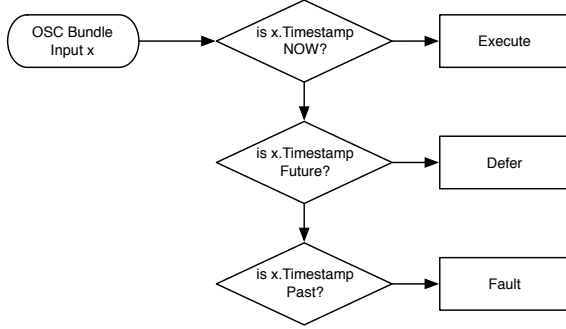 OSC Bundle
Input x
is x.Timestamp
NOW?
Execute
is x.Timestamp
Future?
Defer
is x.Timestamp
Past?
Fault